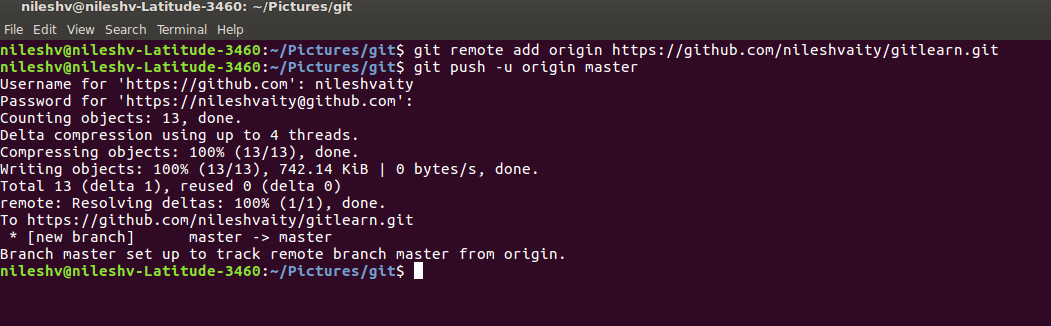 nileshv@nileshv-Latitude-3460: ~/Pictures/git
File Edit View Search Terminal Help
nileshv@nileshv-Latitude-3460:~/Pictures/git$ git remote add origin https://github.com/nileshvaity/gitlearn.git
nileshv@nileshv-Latitude-3460:~/Pictures/git$ git push -u origin master
Username for 'https://github.com': nileshvaity
Password for 'https://nileshvaity@github.com':
Counting objects: 13, done.
Delta compression using up to 4 threads.
Compressing objects: 100% (13/13), done.
Writing objects: 100% (13/13), 742.14 KiB | 0 bytes/s, done.
Total 13 (delta 1), reused 0 (delta 0)
remote: Resolving deltas: 100% (1/1), done.
To https://github.com/nileshvaity/gitlearn.git
 * [new branch]      master -> master
Branch master set up to track remote branch master from origin.
nileshv@nileshv-Latitude-3460:~/Pictures/git$